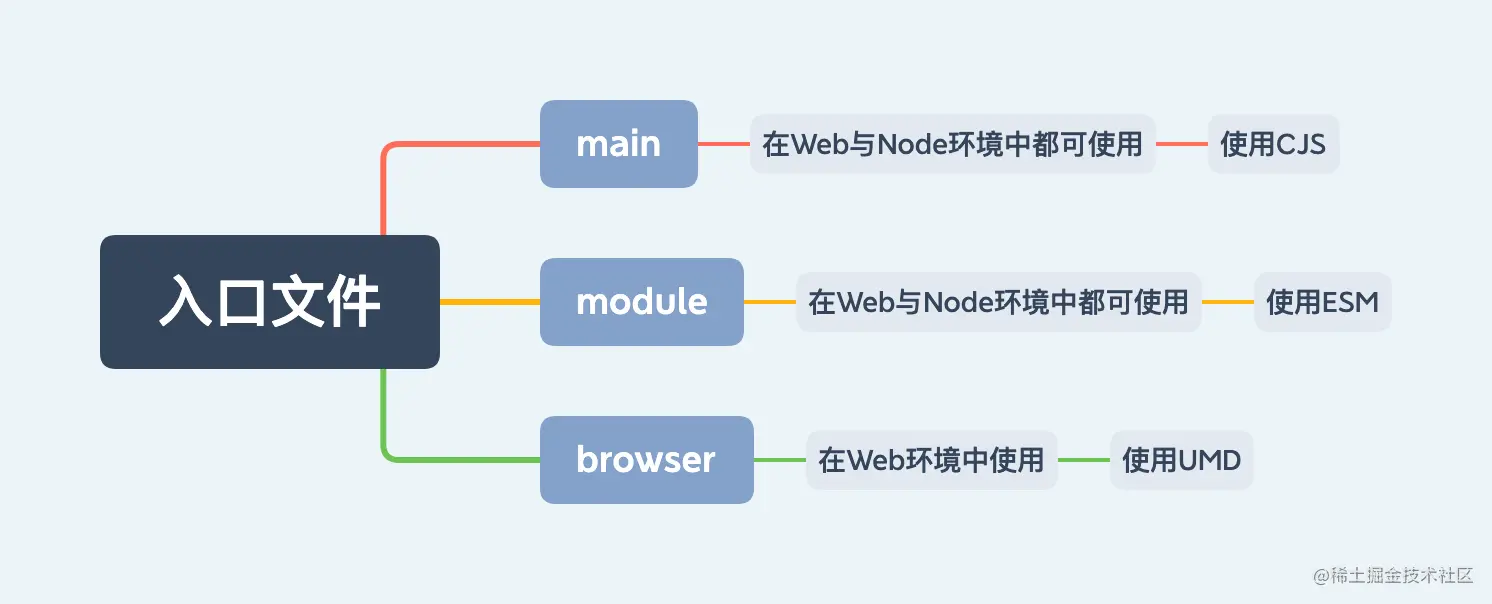 入口文件
main
在Web与Node环境中都可使用
使用CJS
module
在Web与Node环境中都可使用
使用ESM
browser
在Web环境中使用
使用UMD
@稀土掘金技术社区